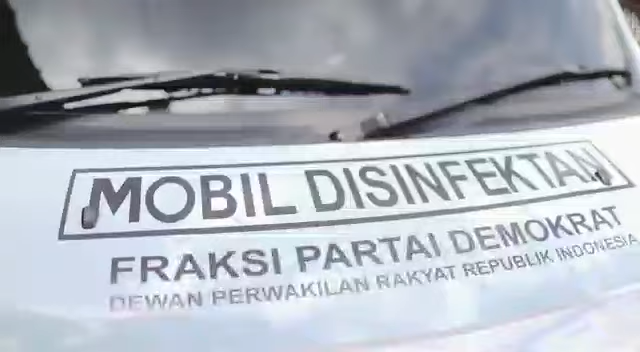 MOBIL DISINFEKTAN
FRAKSI PARTAI DEMOKRAT
DEWAN PERWAKILAN RAKYAT REPUBLIK INDONESIA